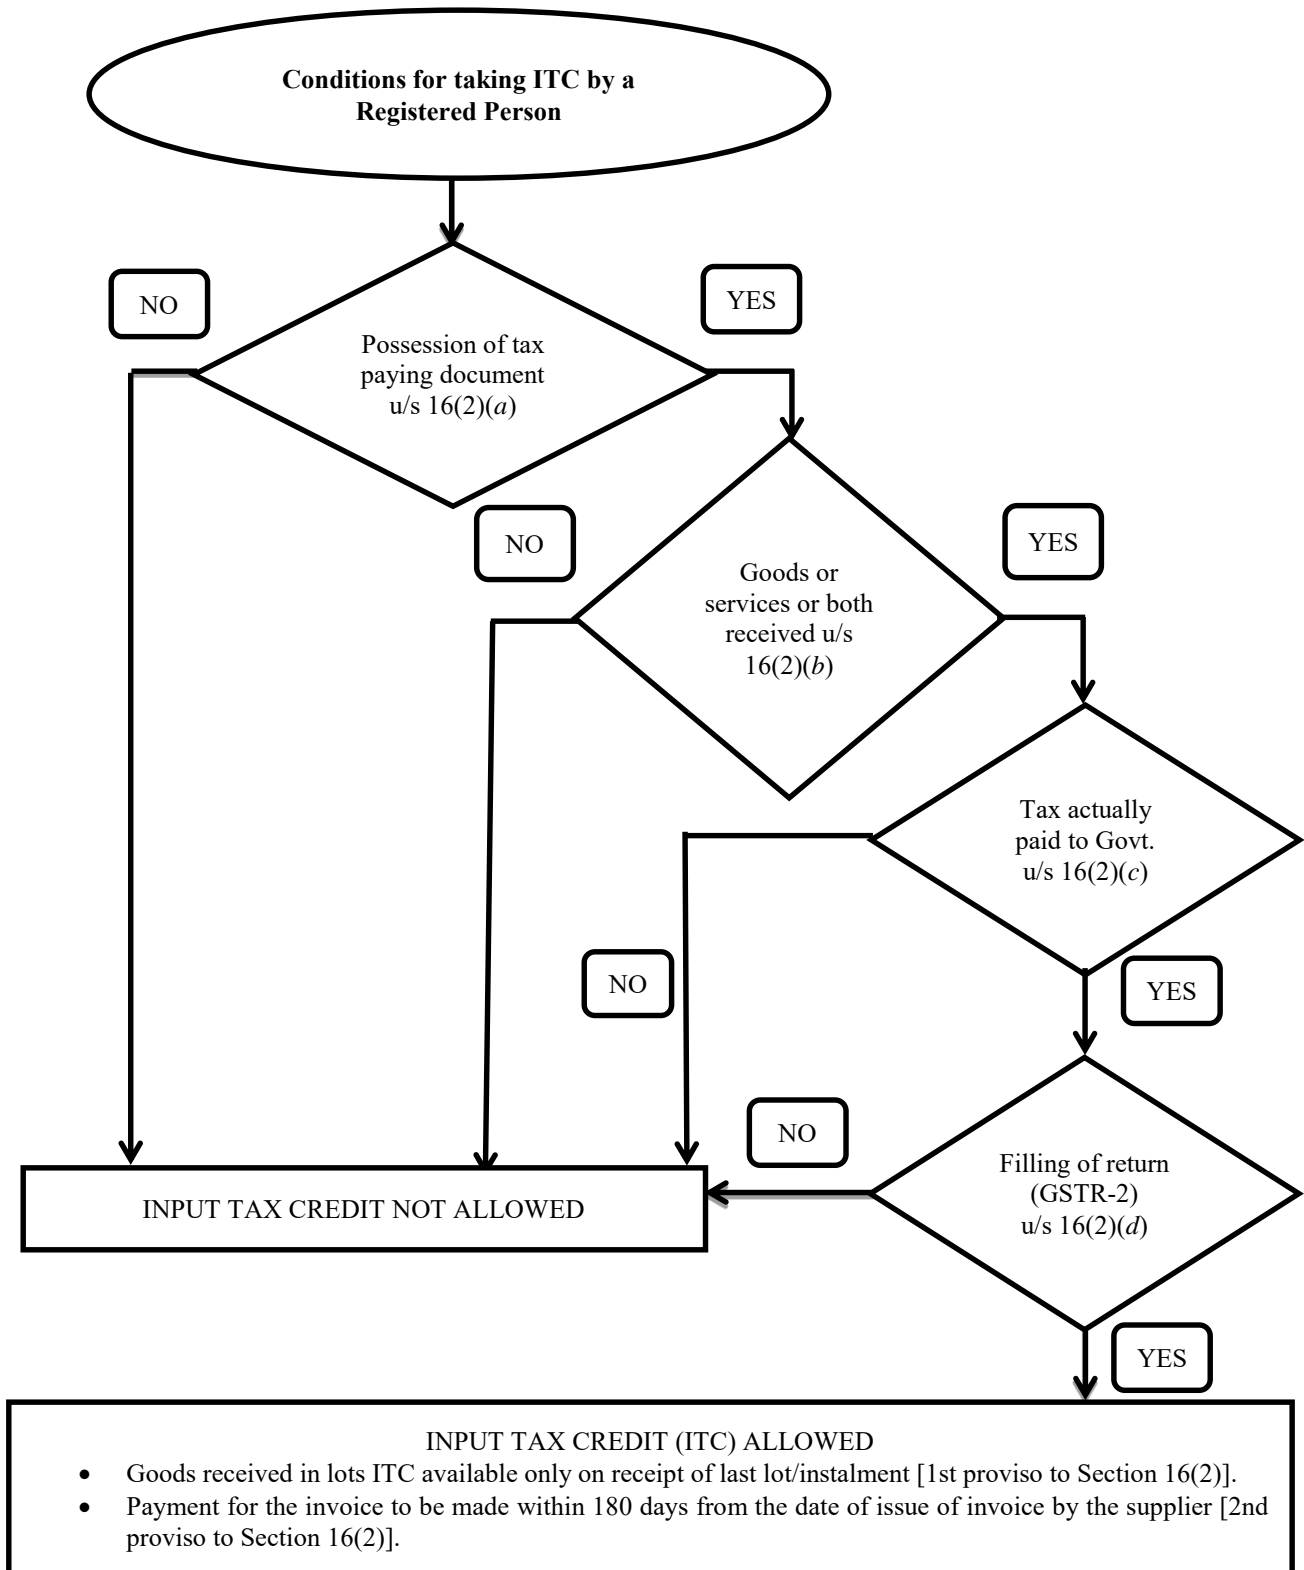 Conditions for taking ITC by a
Registered Person
NO
YES
Possession of tax
paying document
u/s 16(2)(a)
NO
YES
Goods or
services or both
received u/s
16(2)(b)
Tax actually
paid to Govt.
u/s 16(2)(c)
NO
YES
NO
Filling of return
(GSTR-2)
u/s 16(2)(d)
INPUT TAX CREDIT NOT ALLOWED
YES
INPUT TAX CREDIT (ITC) ALLOWED
• Goods received in lots ITC available only on receipt of last lot/instalment [1st proviso to Section 16(2)].
• Payment for the invoice to be made within 180 days from the date of issue of invoice by the supplier [2nd
proviso to Section 16(2)].